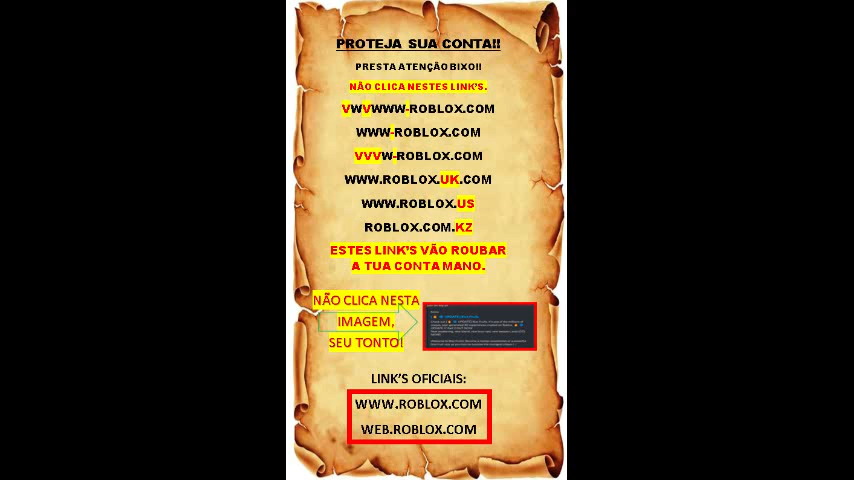 PROTEJA SUA CONTA!!
PRESTA ATENÇÃO BIXO!!
NÃO CLICA NESTES LINK'S.
VWVWWW-ROBLOX.COM
WWW-ROBLOX.COM
VVVW-ROBLOX.COM
WWW.ROBLOX.UK.COM
WWW.ROBLOX.US
ROBLOX.COM.KZ
ESTES LINK'S VÃO ROUBAR
A TUA CONTA MANO.
NÃO CLICA NESTA
IMAGEM,
SEU TONTO!
LINK'S OFICIAIS:
WWW.ROBLOX.COM
WEB.ROBLOX.COM